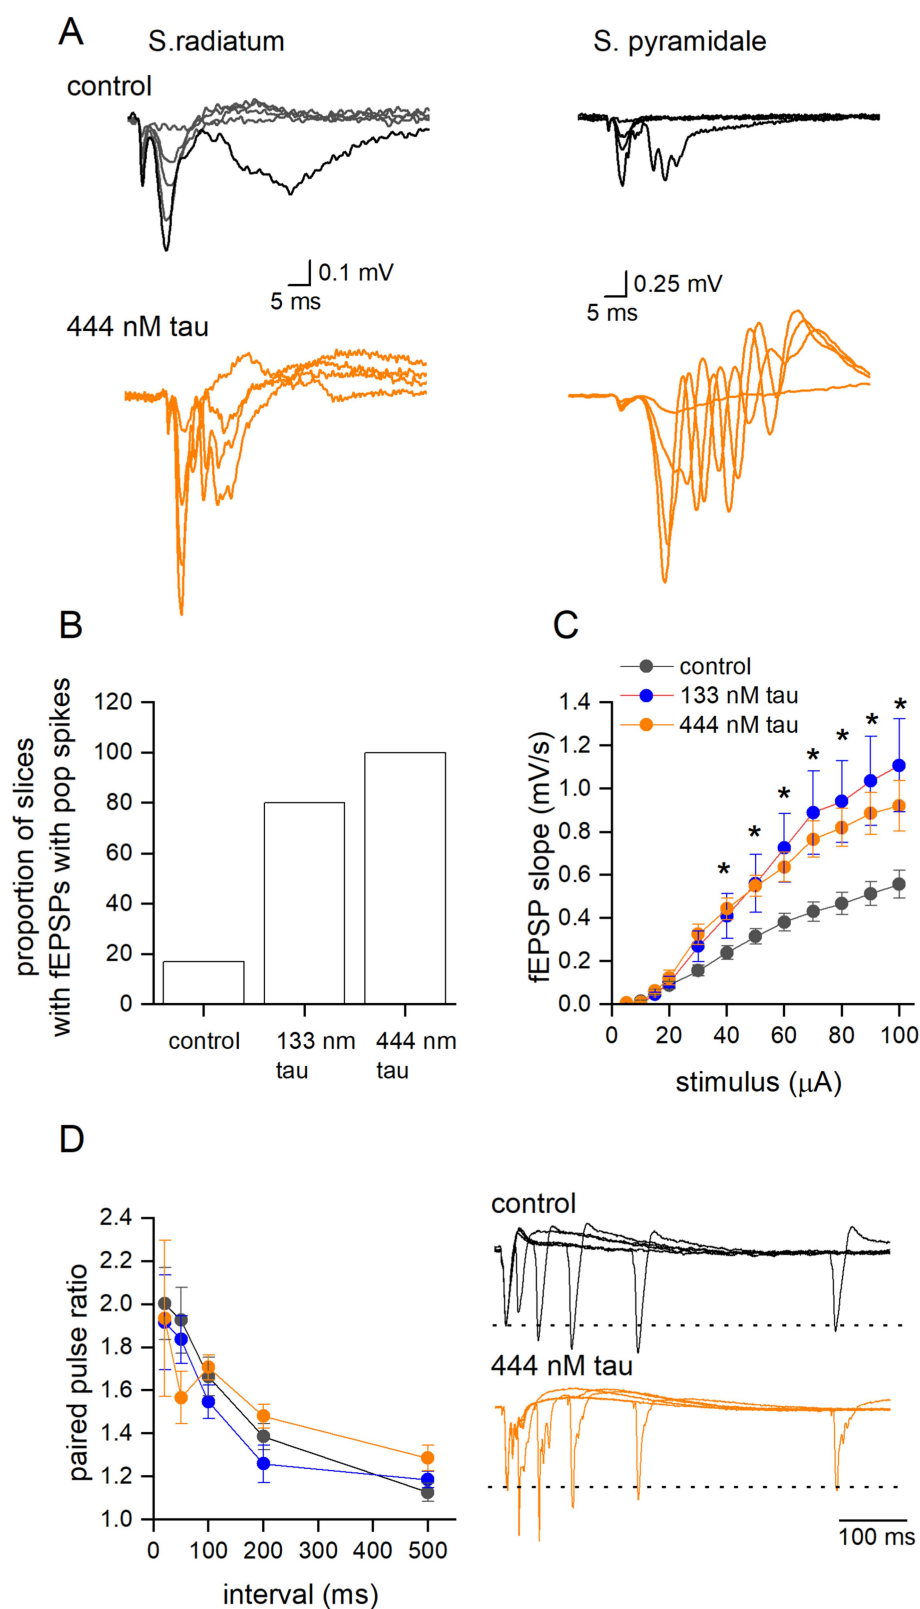 A
S.radiatum
S. pyramidale
control
0.1 mV
5 ms
0.25 mV
5 ms
444 nM tau
B
proportion of slices
with fEPSPs with pop spikes
120
100
80
60
40
20
0
control
133 nm
tau
444 nm
tau
C
control
133 nM tau
444 nM tau
fEPSP slope (mV/s)
1.4
1.2
1.0
0.8
0.6
0.4
0.2
0.0
* * * * * * *
0 20 40 60 80 100
stimulus (μA)
D
paired pulse ratio
2.4
2.2
2.0
1.8
1.6
1.4
1.2
1.0
0 100 200 300 400 500
interval (ms)
control
444 nM tau
100 ms